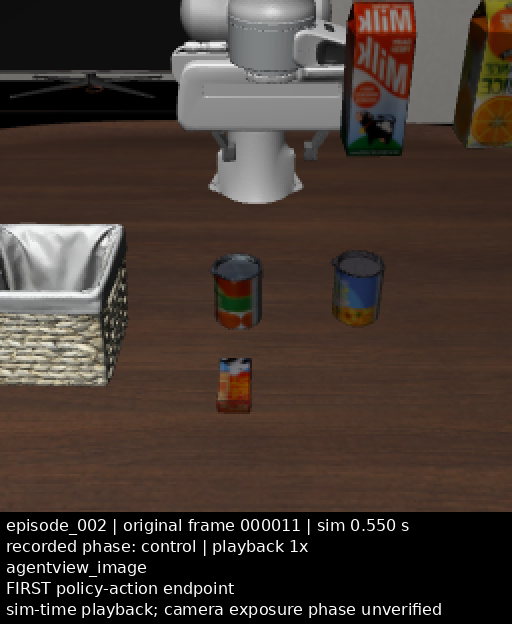 Milk
Milk
episode_002 | original frame 000011 | sim 0.550 s
recorded phase: control | playback 1x
agentview_image
FIRST policy-action endpoint
sim-time playback; camera exposure phase unverified